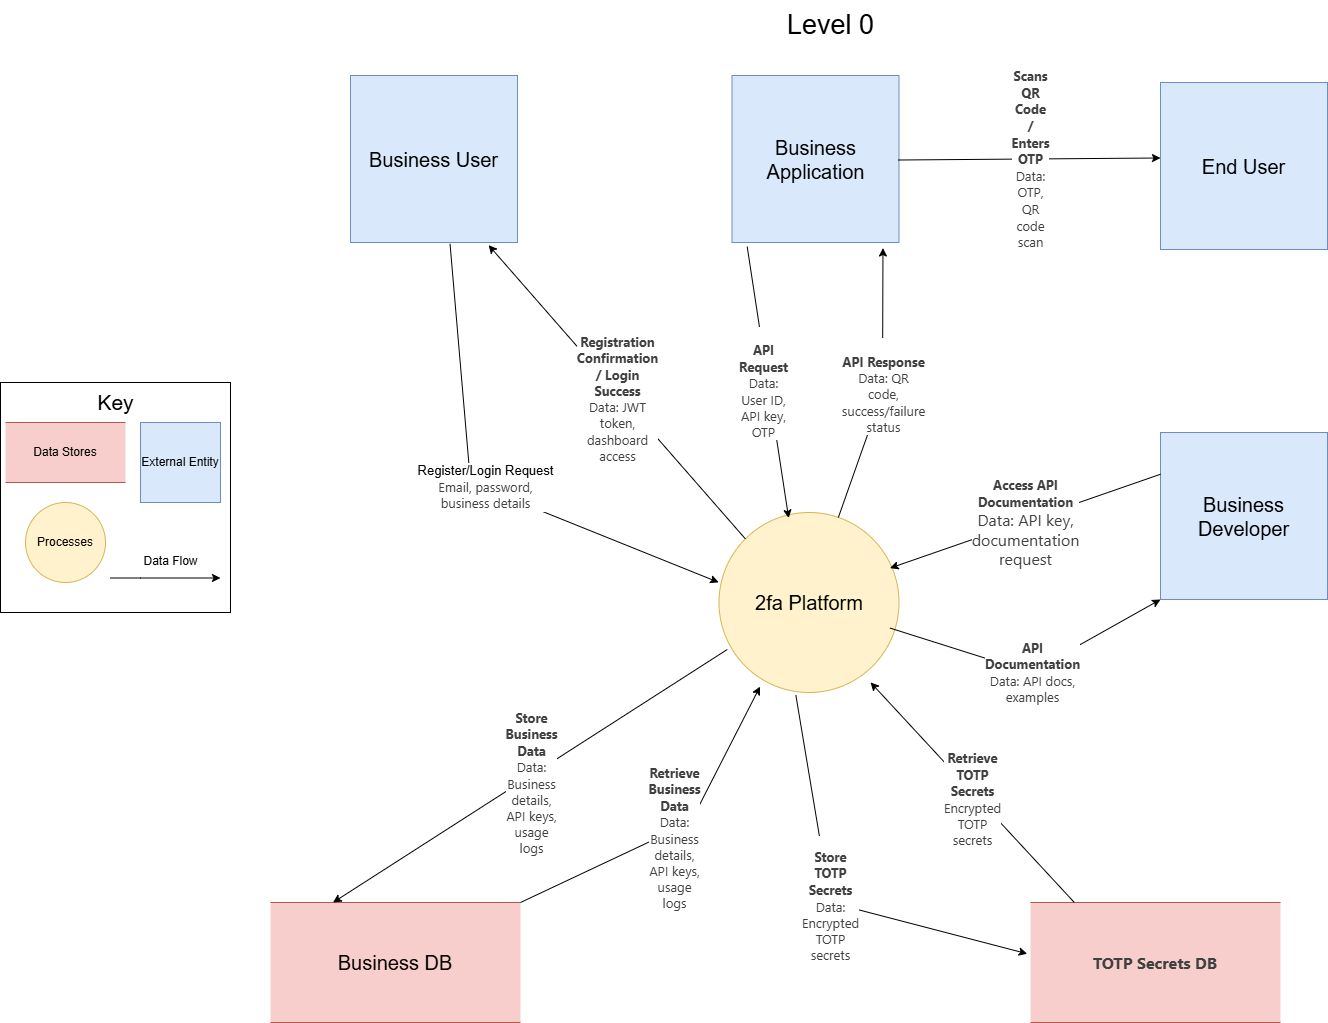 Level 0
Business User
Business
Application
Scans
QR
Code
/
Enters
OTP
Data:
OTP,
QR
code
scan
End User
Registration
Confirmation
/ Login
Success
Data: JWT
token,
dashboard
access
API
Request
Data:
User ID,
API key,
OTP
API Response
Data: QR
code,
success/failure
status
Key
Data Stores
External Entity
Processes
Data Flow
Register/Login Request
Email, password,
business details
Access API
Documentation
Data: API key,
documentation
request
Business
Developer
2fa Platform
API
Documentation
Data: API docs,
examples
Store
Business
Data
Data:
Business
details,
API keys,
usage
logs
Retrieve
Business
Data
Data:
Business
details,
API keys,
usage
logs
Store
TOTP
Secrets
Data:
Encrypted
TOTP
secrets
Retrieve
TOTP
Secrets
Encrypted
TOTP
secrets
Business DB
TOTP Secrets DB